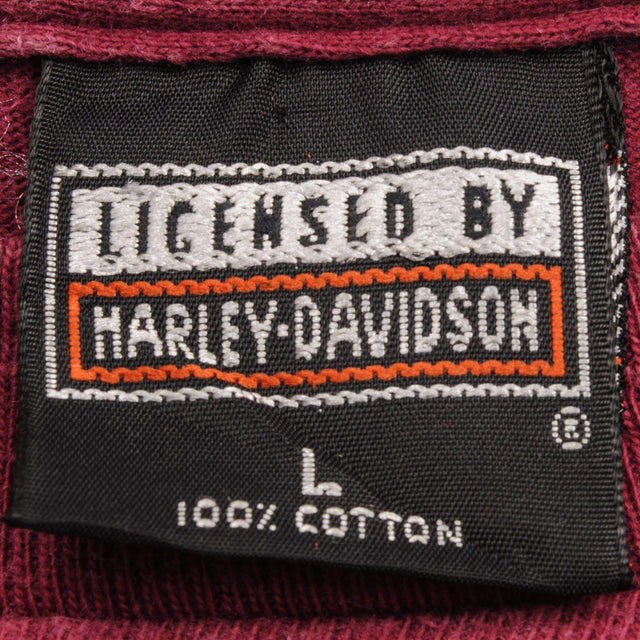 LICENSED BY
HARLEY-DAVIDSON
®
L
100% COTTON